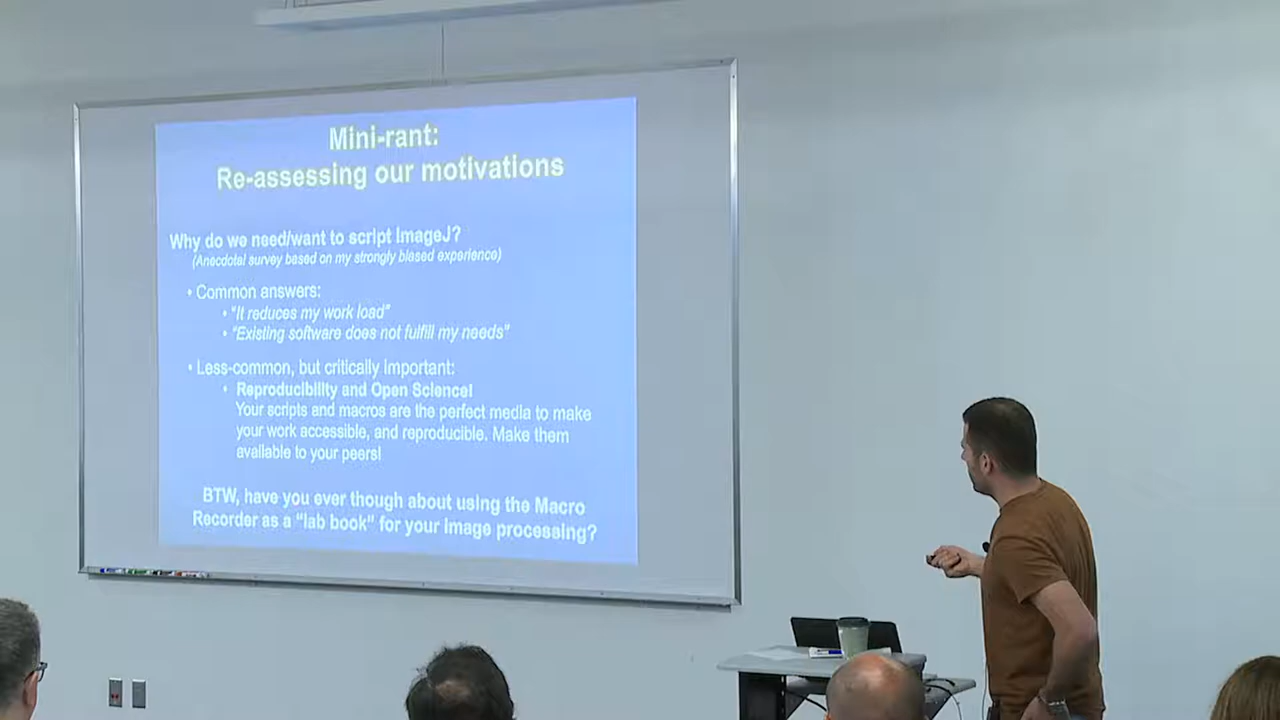 Mini-rant:
Re-assessing our motivations
Why do we need/want to script ImageJ?
(Anecdotal survey based on my strongly biased experience)
• Common answers:
• "It reduces my work load"
• "Existing software does not fulfill my needs"
• Less-common, but critically important:
• Reproducibility and Open Science!
Your scripts and macros are the perfect media to make
your work accessible, and reproducible. Make them
available to your peers!
BTW, have you ever though about using the Macro
Recorder as a "lab book" for your image processing?